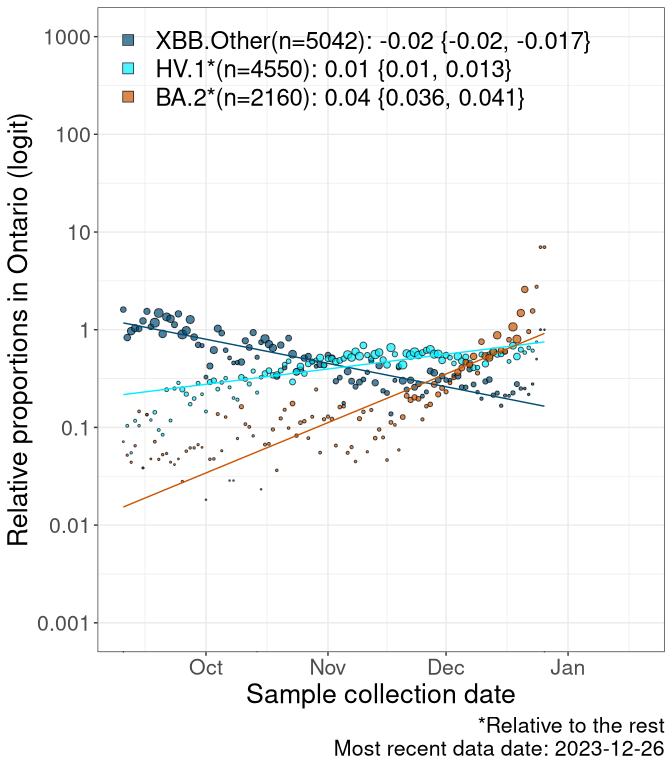 1000
100
10
1
0.1
0.01
0.001
Relative proportions in Ontario (logit)
XBB.Other(n=5042): -0.02 {-0.02, -0.017}
HV.1*(n=4550): 0.01 {0.01, 0.013}
BA.2*(n=2160): 0.04 {0.036, 0.041}
Oct Nov Dec Jan
Sample collection date
*Relative to the rest
Most recent data date: 2023-12-26